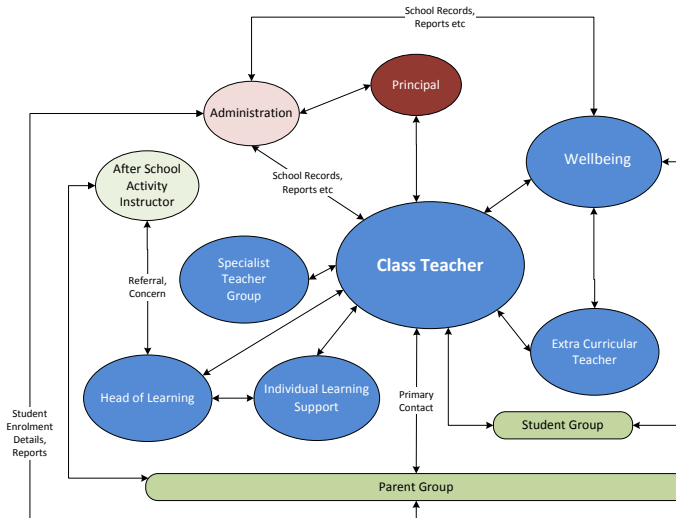 School Records,
Reports etc
Principal
Administration
Wellbeing
After School
Activity
Instructor
School Records,
Reports etc
Specialist
Teacher
Group
Class Teacher
Referral,
Concern
Extra Curricular
Teacher
Head of Learning
Individual Learning
Support
Primary
Contact
Student
Enrolment
Details,
Reports
Student Group
Parent Group